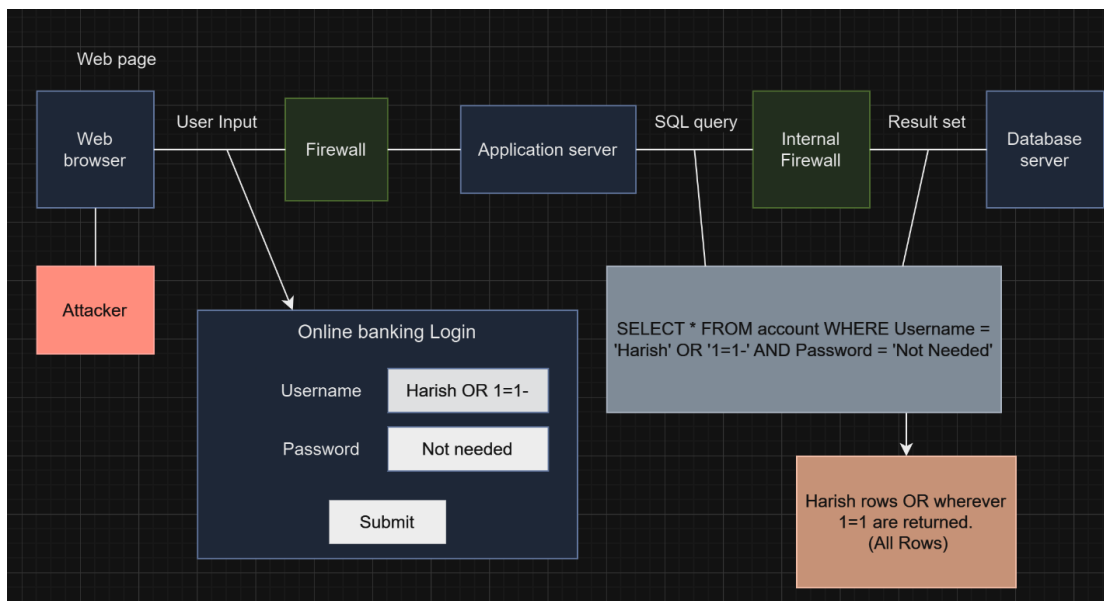 Web page
Web
browser
User Input
Firewall
Application server
SQL query
Internal
Firewall
Result set
Database
server
Attacker
Online banking Login
Username
Harish OR 1=1-
Password
Not needed
Submit
SELECT * FROM account WHERE Username =
'Harish' OR '1=1-' AND Password = 'Not Needed'
Harish rows OR wherever
1=1 are returned.
(All Rows)